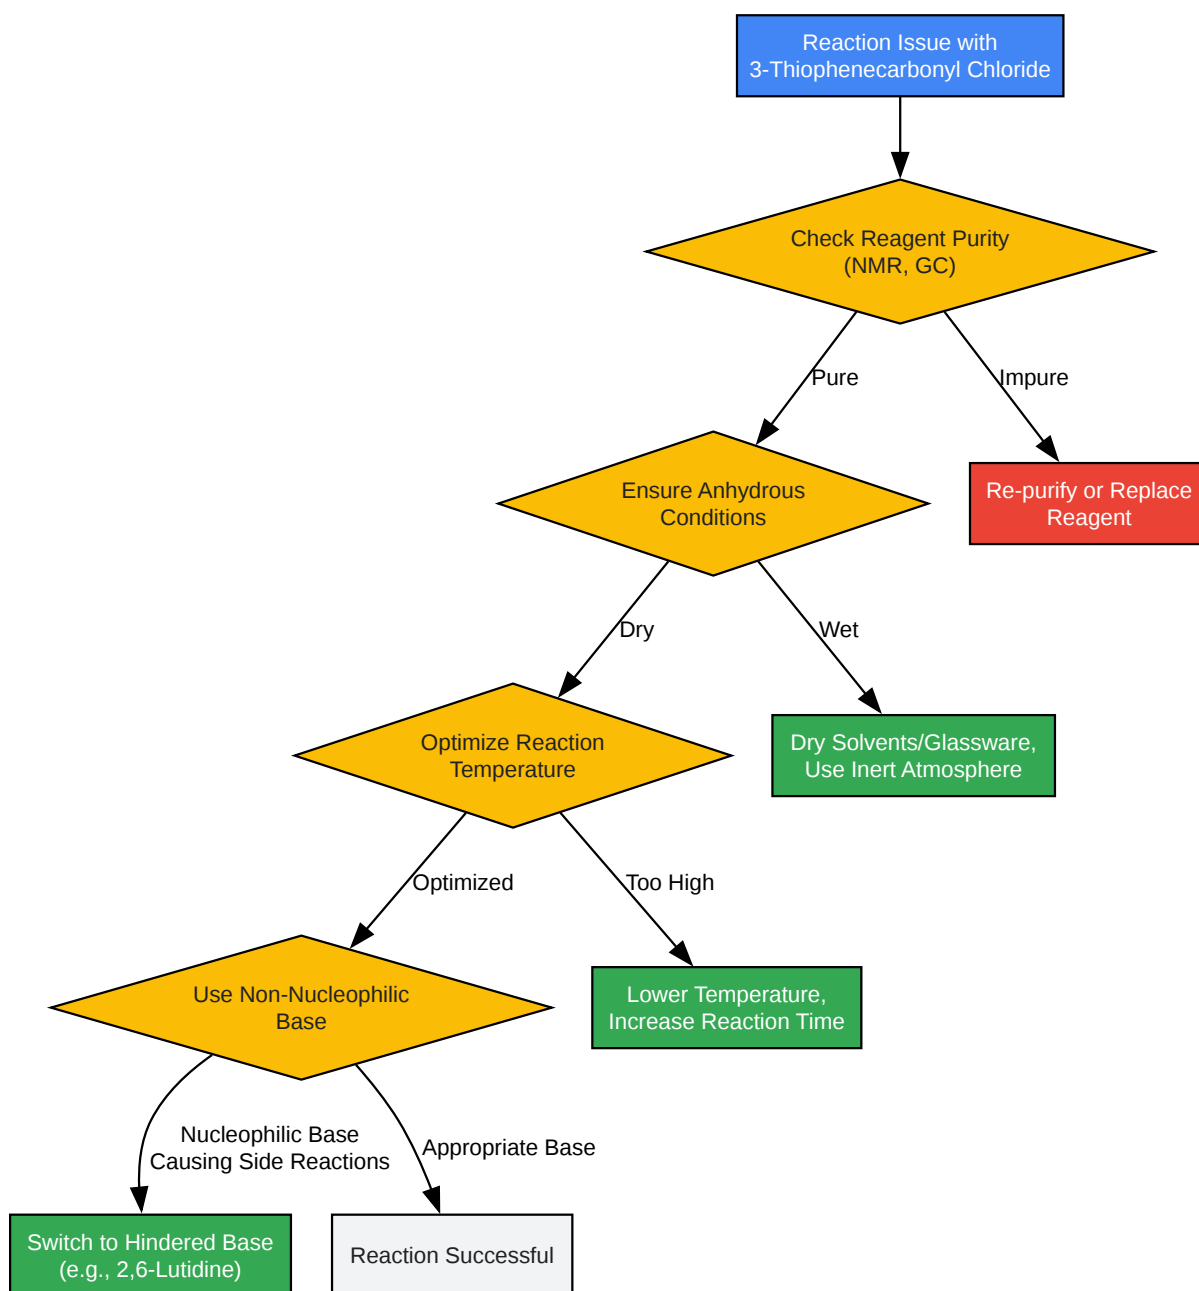 Reaction Issue with
3-Thiophenecarbonyl Chloride
Check Reagent Purity
(NMR, GC)
Pure
Impure
Ensure Anhydrous
Conditions
Re-purify or Replace
Reagent
Dry
Wet
Optimize Reaction
Temperature
Dry Solvents/Glassware,
Use Inert Atmosphere
Optimized
Too High
Use Non-Nucleophilic
Base
Lower Temperature,
Increase Reaction Time
Nucleophilic Base
Causing Side Reactions
Appropriate Base
Switch to Hindered Base
(e.g., 2,6-Lutidine)
Reaction Successful